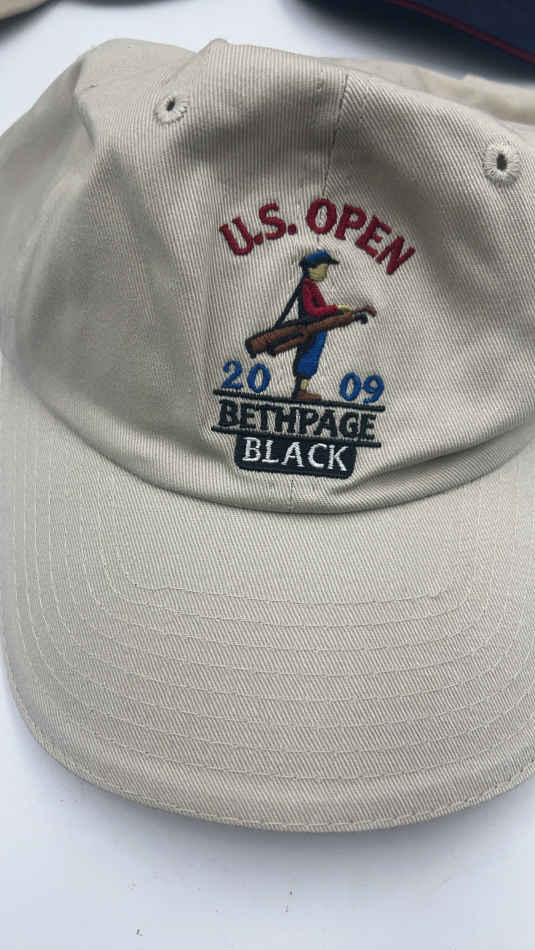 U.S. OPEN
20 09
BETHPAGE
BLACK